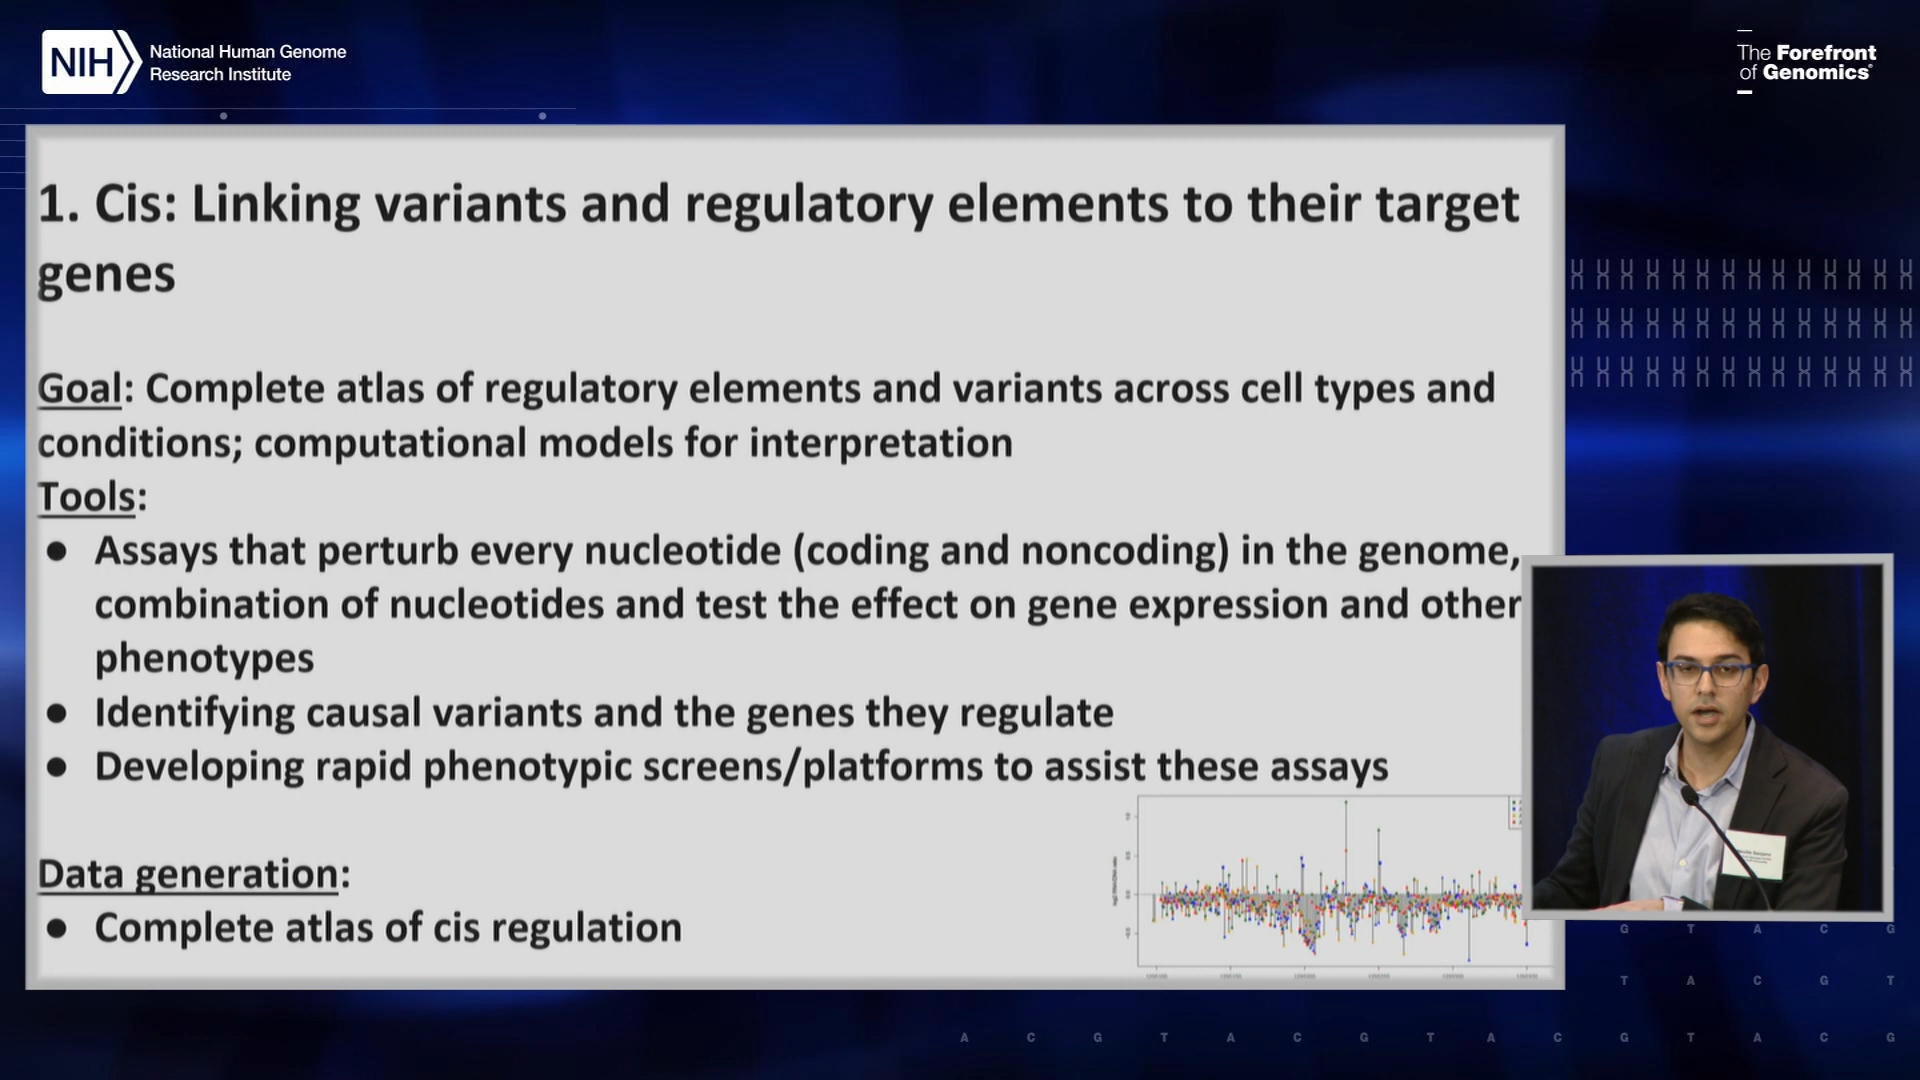 NIH National Human Genome
Research Institute
The Forefront
of Genomics®
1. Cis: Linking variants and regulatory elements to their target
genes
Goal: Complete atlas of regulatory elements and variants across cell types and
conditions; computational models for interpretation
Tools:
● Assays that perturb every nucleotide (coding and noncoding) in the genome,
combination of nucleotides and test the effect on gene expression and other
phenotypes
● Identifying causal variants and the genes they regulate
● Developing rapid phenotypic screens/platforms to assist these assays
Data generation:
● Complete atlas of cis regulation
G T A C G
T A C G T
A C G T A C G T A C G T A C G